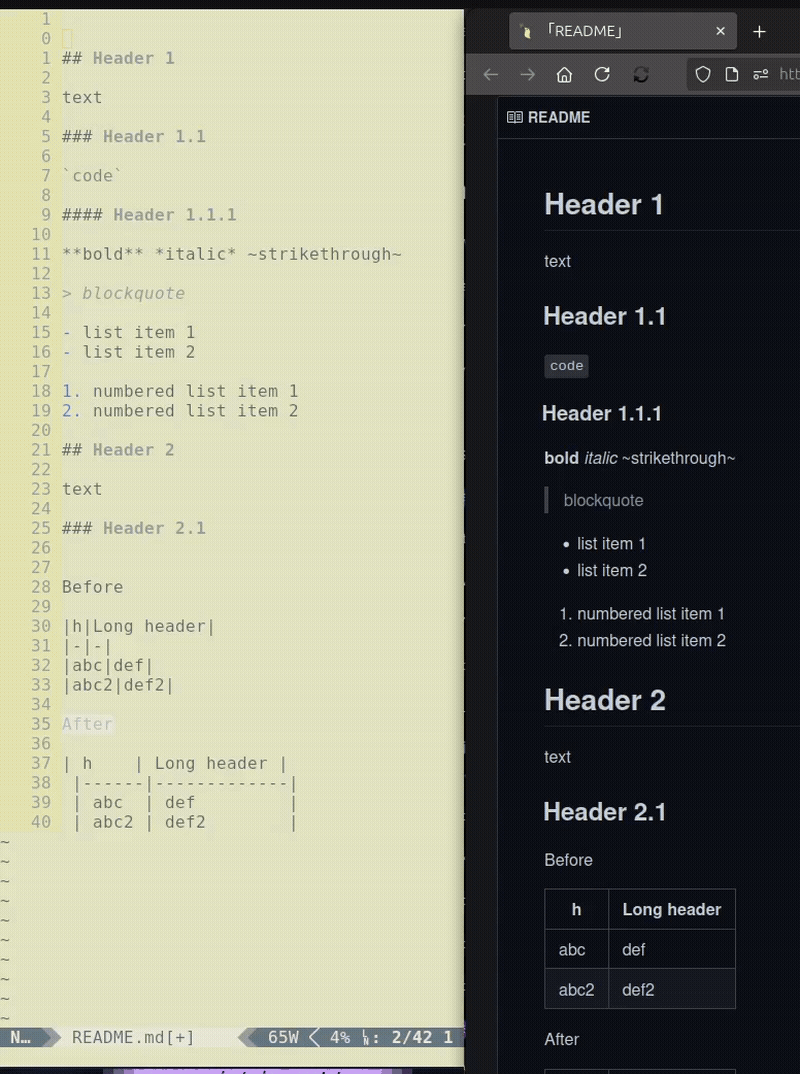 1
0
1 ## Header 1
2
3 text
4
5 ### Header 1.1
6
7 `code`
8
9 #### Header 1.1.1
10
11 **bold** *italic* ~strikethrough~
12
13 > blockquote
14
15 - list item 1
16 - list item 2
17
18 1. numbered list item 1
19 2. numbered list item 2
20
21 ## Header 2
22
23 text
24
25 ### Header 2.1
26
27
28 Before
29
30 |h|Long header|
31 |-|-|
32 |abc|def|
33 |abc2|def2|
34
35 After
36
37 | h    | Long header |
38  |------|-------------|
39  | abc  | def         |
40  | abc2 | def2        |
~
~
~
~
~
~
~
~
~
~
N… README.md[+] 65W 4% ㏑: 2/42 1
「README」 × +
htt
README
Header 1
text
Header 1.1
code
Header 1.1.1
bold italic ~strikethrough~
blockquote
• list item 1
• list item 2
1. numbered list item 1
2. numbered list item 2
Header 2
text
Header 2.1
Before
h Long header
abc def
abc2 def2
After